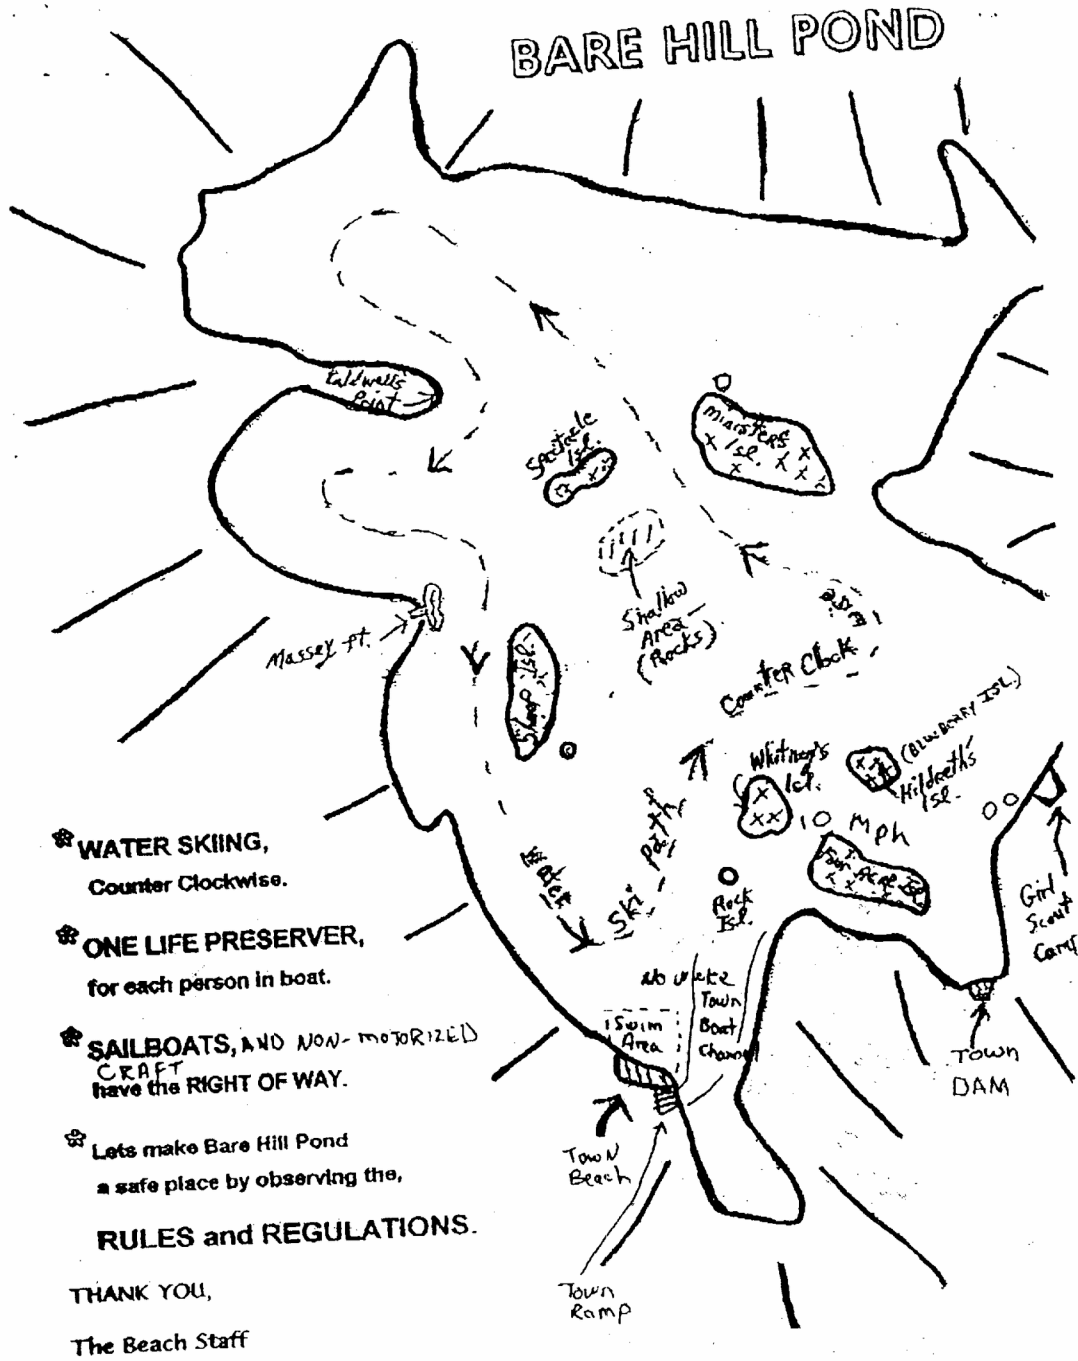 BARE HILL POND
Kaldwells
Point
Spectacle
Isl.
Ministers
Isl.
Shallow
Area
(Rocks)
Massey Pt.
Sheep Isl.
Counter Clock
wise
Whitney's
Isl.
(Blueberry Isl.)
Hildreth's
Isl.
10 Mph
Four Acre Isl
Rock
Isl.
Water
Ski Path
Girl
Scout
Camp
No Wake
Town
Boat
Channel
Swim
Area
Town
DAM
Town
Beach
Town
Ramp
WATER SKIING,
Counter Clockwise.
ONE LIFE PRESERVER,
for each person in boat.
SAILBOATS, AND NON-MOTORIZED
CRAFT
have the RIGHT OF WAY.
Lets make Bare Hill Pond
a safe place by observing the,
RULES and REGULATIONS.
THANK YOU,
The Beach Staff